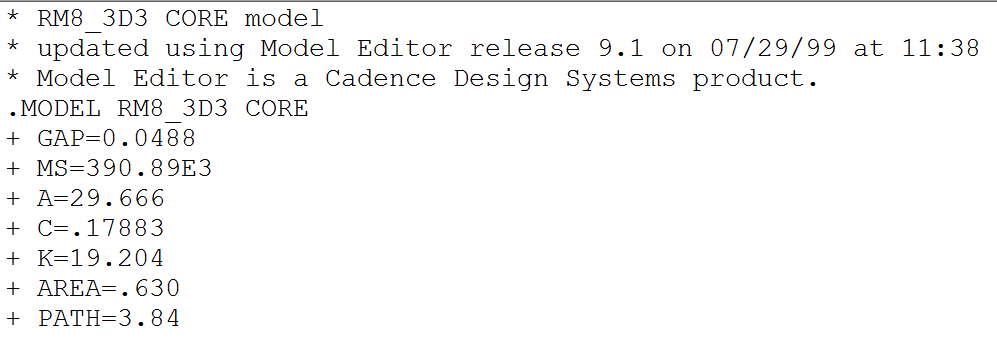 * RM8_3D3 CORE model
* updated using Model Editor release 9.1 on 07/29/99 at 11:38
* Model Editor is a Cadence Design Systems product.
.MODEL RM8_3D3 CORE
+ GAP=0.0488
+ MS=390.89E3
+ A=29.666
+ C=.17883
+ K=19.204
+ AREA=.630
+ PATH=3.84